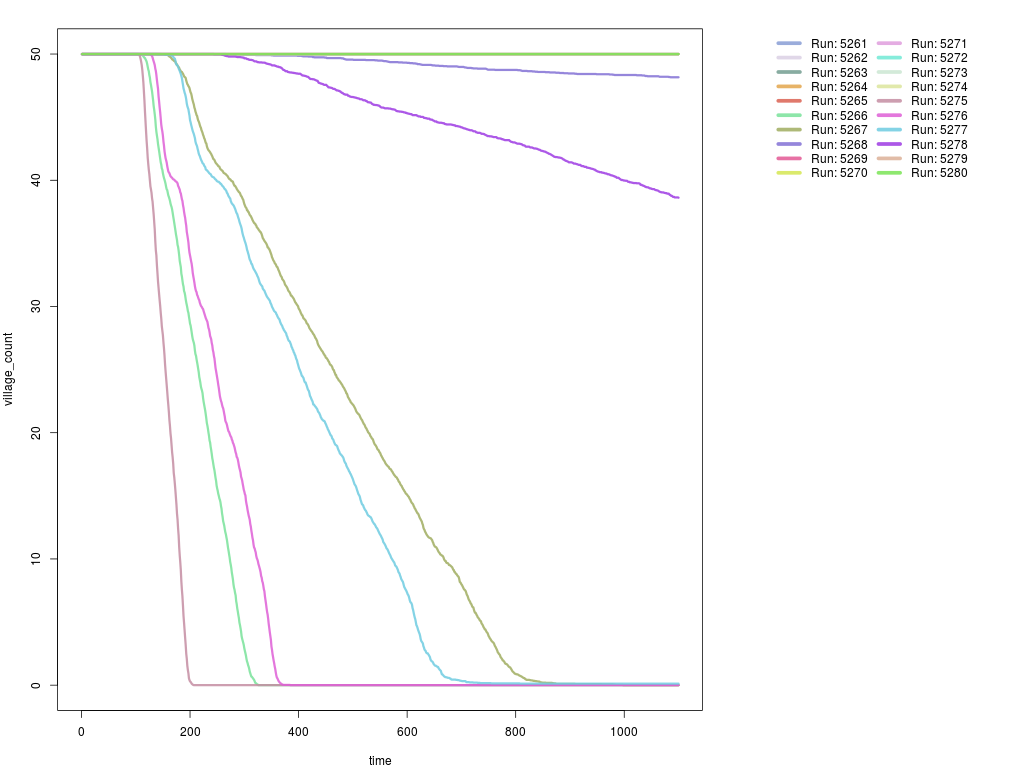 50
40
30
20
10
0
village_count
0 200 400 600 800 1000
time
Run: 5261 Run: 5271
Run: 5262 Run: 5272
Run: 5263 Run: 5273
Run: 5264 Run: 5274
Run: 5265 Run: 5275
Run: 5266 Run: 5276
Run: 5267 Run: 5277
Run: 5268 Run: 5278
Run: 5269 Run: 5279
Run: 5270 Run: 5280